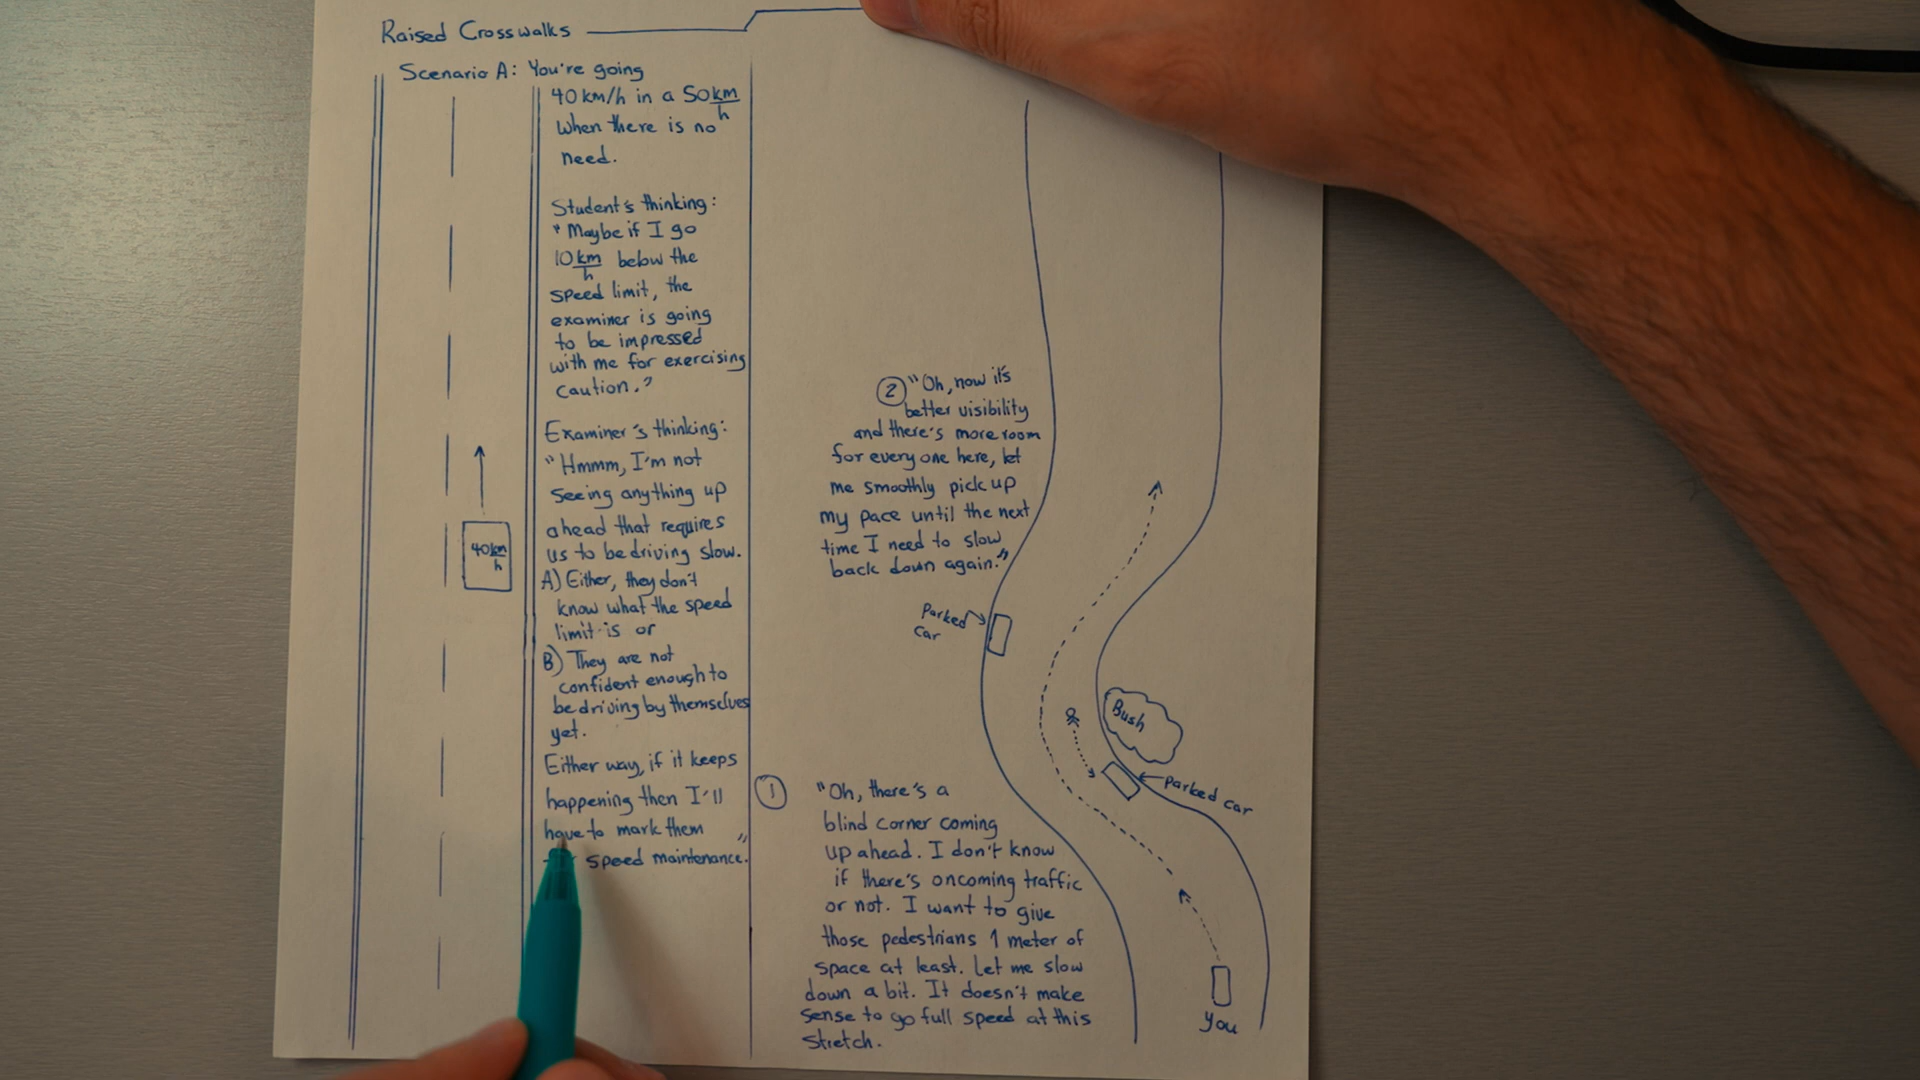 Raised Crosswalks
Scenario A: You're going
40 km/h in a 50 km/h
when there is no
need.
Student's thinking:
"Maybe if I go
10 km/h below the
speed limit, the
examiner is going
to be impressed
with me for exercising
caution."
Examiner's thinking:
"Hmmm, I'm not
seeing anything up
ahead that requires
us to be driving slow.
A) Either, they don't
know what the speed
limit is or
B) They are not
confident enough to
be driving by themselves
yet.
Either way, if it keeps
happening then I'll
have to mark them
speed maintenance."
40 km/h
2 "Oh, now it's
better visibility
and there's more room
for everyone here, let
me smoothly pick up
my pace until the next
time I need to slow
back down again."
Parked
car
Bush
parked car
1 "Oh, there's a
blind corner coming
up ahead. I don't know
if there's oncoming traffic
or not. I want to give
those pedestrians 1 meter of
space at least. Let me slow
down a bit. It doesn't make
sense to go full speed at this
stretch.
you